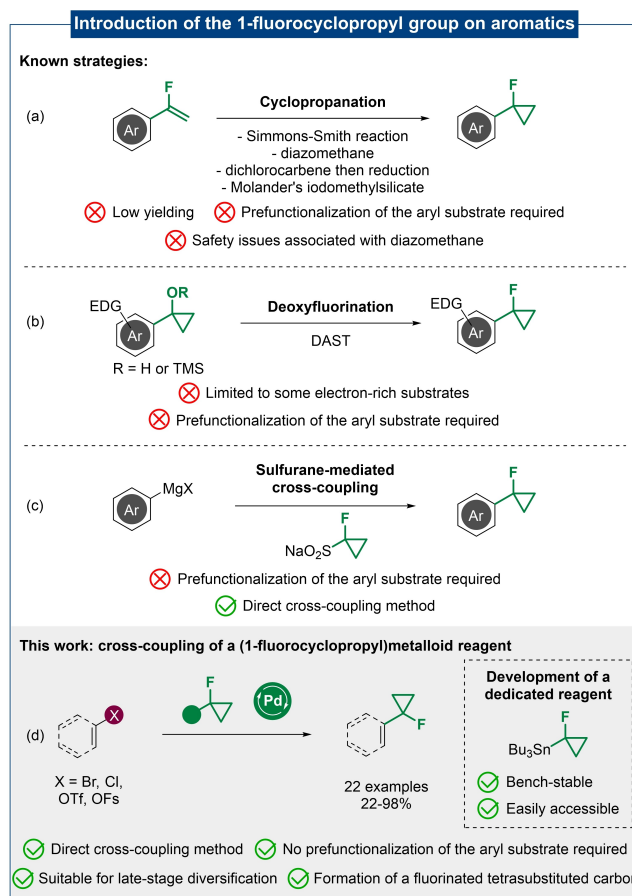 Introduction of the 1-fluorocyclopropyl group on aromatics
Known strategies:
(a)
F
Ar
Cyclopropanation
- Simmons-Smith reaction
- diazomethane
- dichlorocarbene then reduction
- Molander's iodomethylsilicate
F
Ar
Low yielding
Prefunctionalization of the aryl substrate required
Safety issues associated with diazomethane
(b)
EDG
OR
Ar
R = H or TMS
Deoxyfluorination
DAST
EDG
F
Ar
Limited to some electron-rich substrates
Prefunctionalization of the aryl substrate required
(c)
MgX
Ar
Sulfurane-mediated
cross-coupling
F
NaO2S
F
Ar
Prefunctionalization of the aryl substrate required
Direct cross-coupling method
This work: cross-coupling of a (1-fluorocyclopropyl)metalloid reagent
(d)
X
X = Br, Cl,
OTf, OFs
F
Pd
F
22 examples
22-98%
Development of a
dedicated reagent
F
Bu3Sn
Bench-stable
Easily accessible
Direct cross-coupling method
No prefunctionalization of the aryl substrate required
Suitable for late-stage diversification
Formation of a fluorinated tetrasubstituted carbon